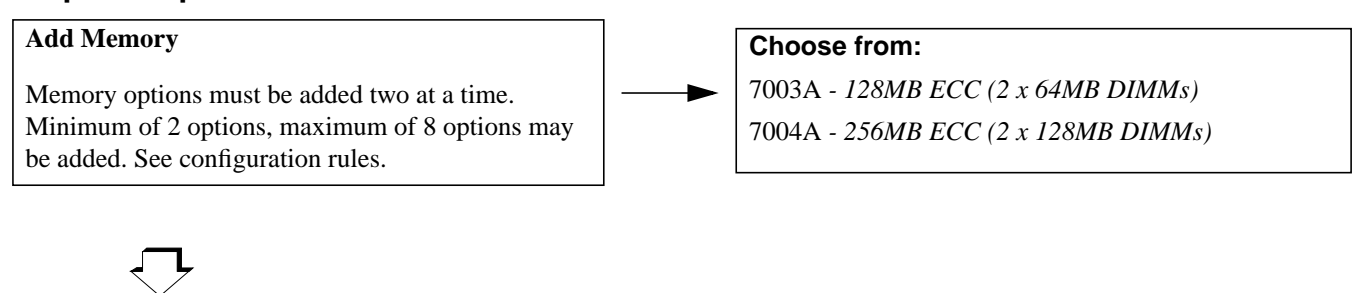 Add Memory
Memory options must be added two at a time.
Minimum of 2 options, maximum of 8 options may
be added. See configuration rules.
Choose from:
7003A - 128MB ECC (2 x 64MB DIMMs)
7004A - 256MB ECC (2 x 128MB DIMMs)